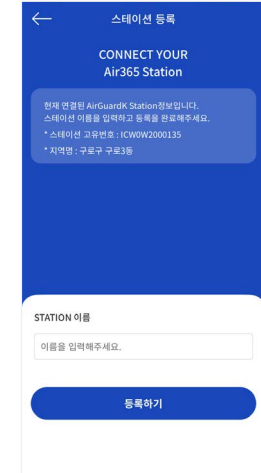 스테이션 등록
CONNECT YOUR
Air365 Station
현재 연결된 AirGuardK Station정보입니다.
스테이션 이름을 입력하고 등록을 완료해주세요.
* 스테이션 고유번호 : ICW0W2000135
* 지역명 : 구로구 구로3동
STATION 이름
이름을 입력해주세요.
등록하기